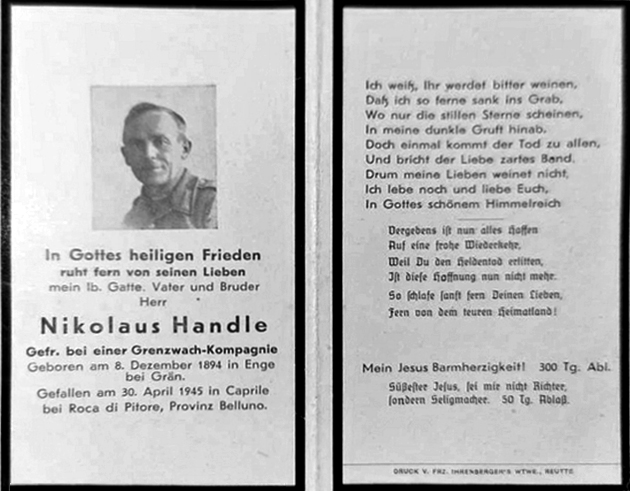 In Gottes heiligen Frieden
ruht fern von seinen Lieben
mein lb. Gatte, Vater und Bruder
Herr
Nikolaus Handle
Gefr. bei einer Grenzwach-Kompagnie
Geboren am 8. Dezember 1894 in Enge
bei Grän.
Gefallen am 30. April 1945 in Caprile
bei Roca di Pitore, Provinz Belluno.
Ich weiß, Ihr werdet bitter weinen,
Daß ich so ferne sank ins Grab,
Wo nur die stillen Sterne scheinen,
In meine dunkle Gruft hinab.
Doch einmal kommt der Tod zu allen,
Und bricht der Liebe zartes Band.
Drum meine Lieben weinet nicht,
Ich lebe noch und liebe Euch,
In Gottes schönem Himmelreich
Vergebens ist nun alles Hoffen
Auf eine frohe Wiederkehr,
Weil Du den Heldentod erlitten,
Ist diese Hoffnung nun nicht mehr.
So schlafe sanft fern Deinen Lieben,
Fern von dem teuren Heimatland!
Mein Jesus Barmherzigkeit! 300 Tg. Abl.
Süßester Jesus, sei mir nicht Richter,
sondern Seligmacher. 50 Tg. Ablaß.
DRUCK V. FRZ. IHRENBERGER'S WTWE., REUTTE